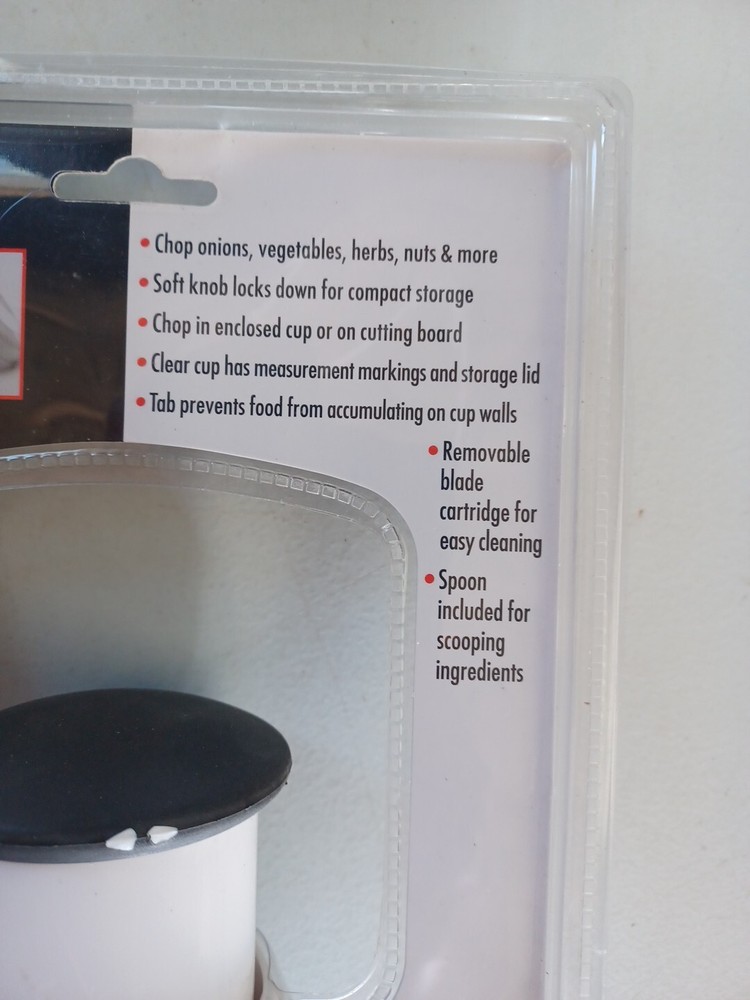 • Chop onions, vegetables, herbs, nuts & more
• Soft knob locks down for compact storage
• Chop in enclosed cup or on cutting board
• Clear cup has measurement markings and storage lid
• Tab prevents food from accumulating on cup walls
• Removable
blade
cartridge for
easy cleaning
• Spoon
included for
scooping
ingredients